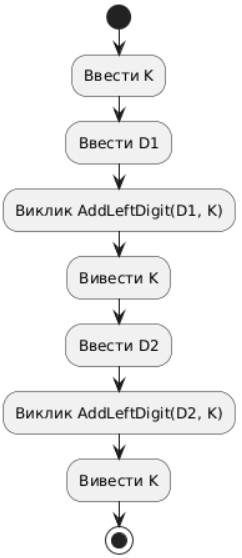 Ввести K
Ввести D1
Виклик AddLeftDigit(D1, K)
Вивести K
Ввести D2
Виклик AddLeftDigit(D2, K)
Вивести K